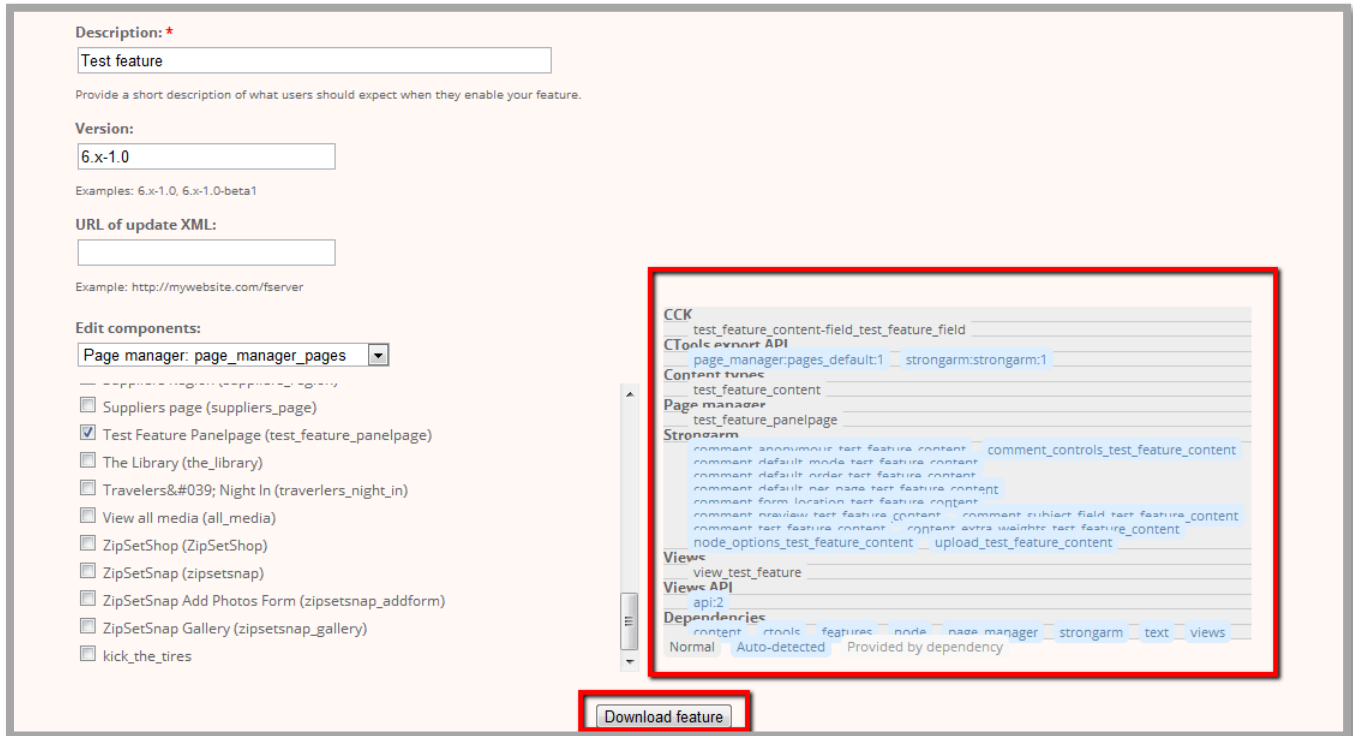 Description: *
Test feature
Provide a short description of what users should expect when they enable your feature.
Version:
6.x-1.0
Examples: 6.x-1.0, 6.x-1.0-beta1
URL of update XML:
Example: http://mywebsite.com/fserver
Edit components:
Page manager: page_manager_pages
Suppliers Region (suppliers_region)
Suppliers page (suppliers_page)
Test Feature Panelpage (test_feature_panelpage)
The Library (the_library)
Travelers&#039; Night In (traverlers_night_in)
View all media (all_media)
ZipSetShop (ZipSetShop)
ZipSetSnap (zipsetsnap)
ZipSetSnap Add Photos Form (zipsetsnap_addform)
ZipSetSnap Gallery (zipsetsnap_gallery)
kick_the_tires
CCK
test_feature_content-field_test_feature_field
CTools export API
page_manager:pages_default:1 strongarm:strongarm:1
Content types
test_feature_content
Page manager
test_feature_panelpage
Strongarm
comment_anonymous_test_feature_content comment_controls_test_feature_content
comment_default_mode_test_feature_content
comment_default_order_test_feature_content
comment_default_per_page_test_feature_content
comment_form_location_test_feature_content
comment_preview_test_feature_content comment_subject_field_test_feature_content
comment_test_feature_content content_extra_weights_test_feature_content
node_options_test_feature_content upload_test_feature_content
Views
view_test_feature
Views API
api:2
Dependencies
content ctools features node page_manager strongarm text views
Normal Auto-detected Provided by dependency
Download feature